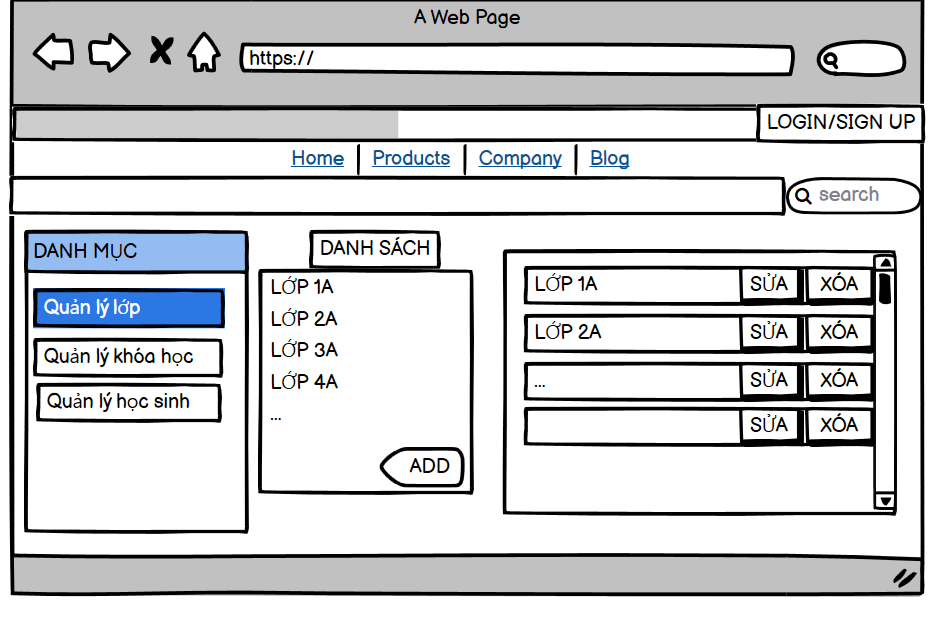 A Web Page
https://
LOGIN/SIGN UP
Home Products Company Blog
search
DANH MỤC
Quản lý lớp
Quản lý khóa học
Quản lý học sinh
DANH SÁCH
LỚP 1A
LỚP 2A
LỚP 3A
LỚP 4A
...
ADD
LỚP 1A SỬA XÓA
LỚP 2A SỬA XÓA
... SỬA XÓA
SỬA XÓA